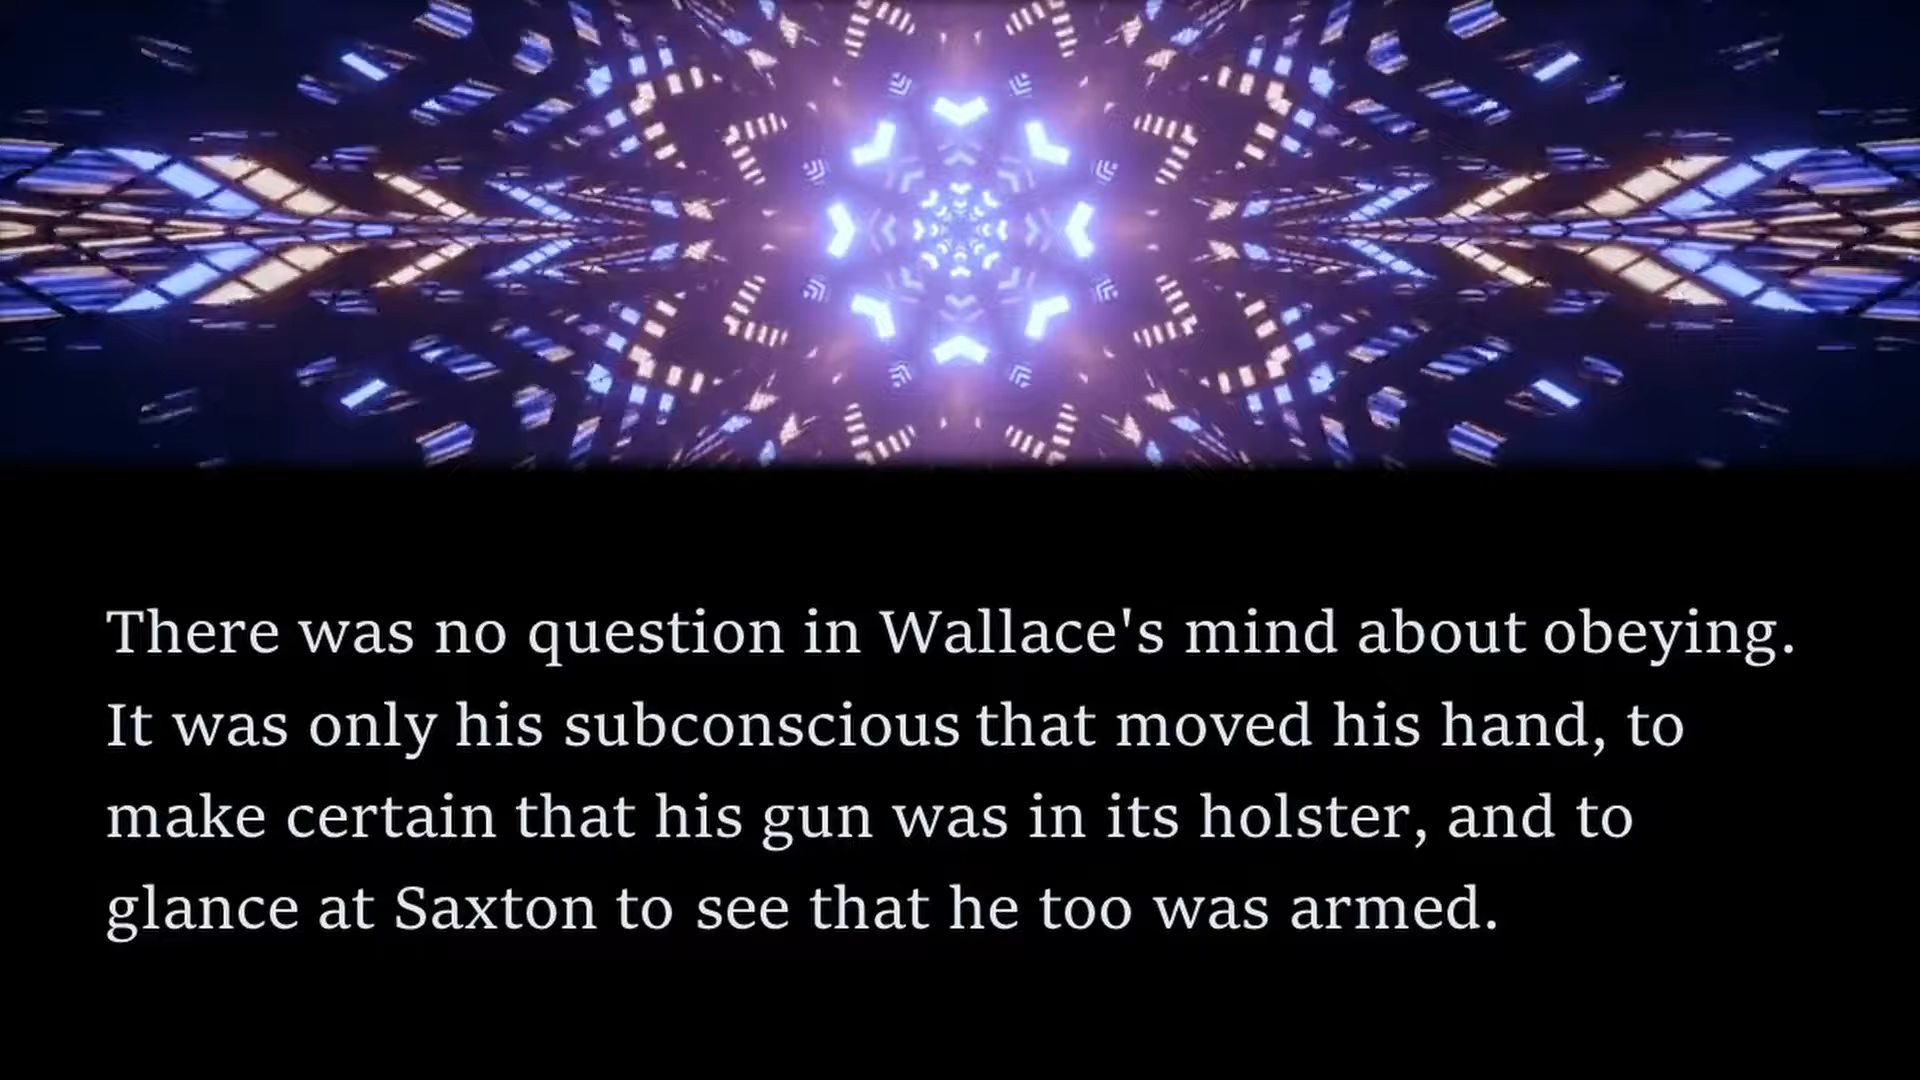 There was no question in Wallace's mind about obeying.
It was only his subconscious that moved his hand, to
make certain that his gun was in its holster, and to
glance at Saxton to see that he too was armed.